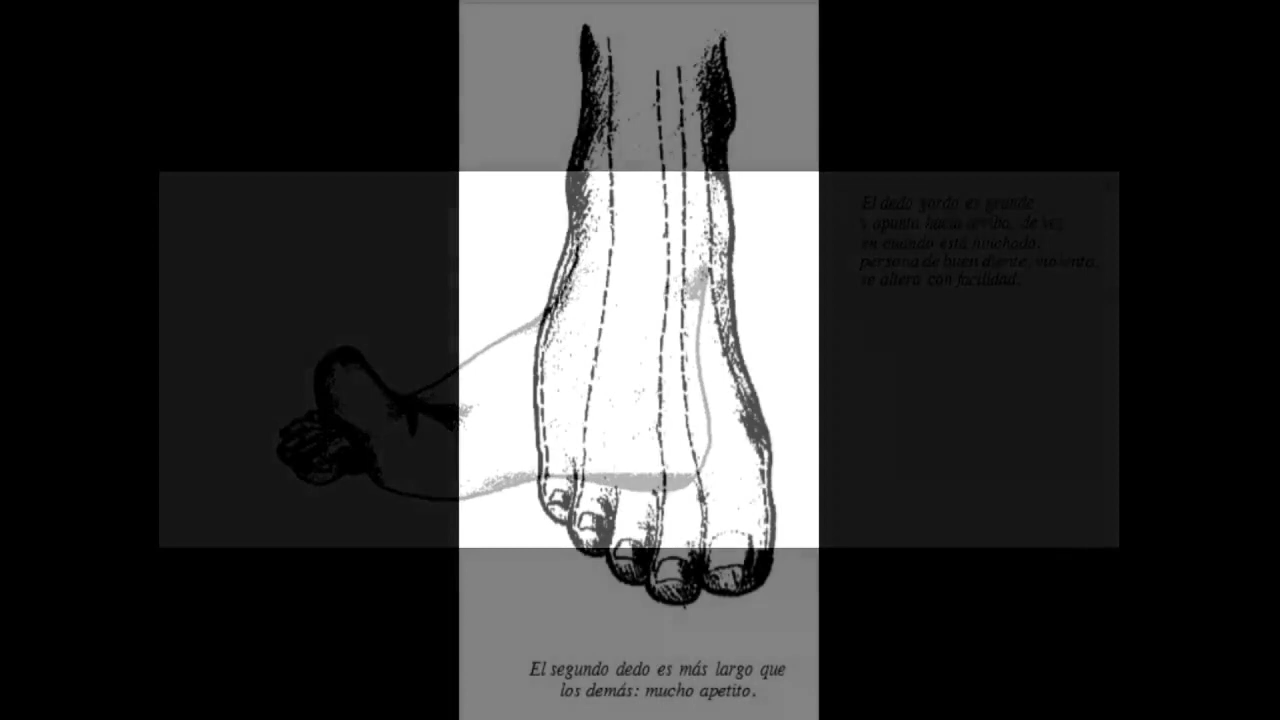 El dedo gordo es grande
y apunta hacia arriba, de vez
en cuando está hinchado:
persona de buen diente, violenta,
se altera con facilidad.
El segundo dedo es más largo que
los demás: mucho apetito.